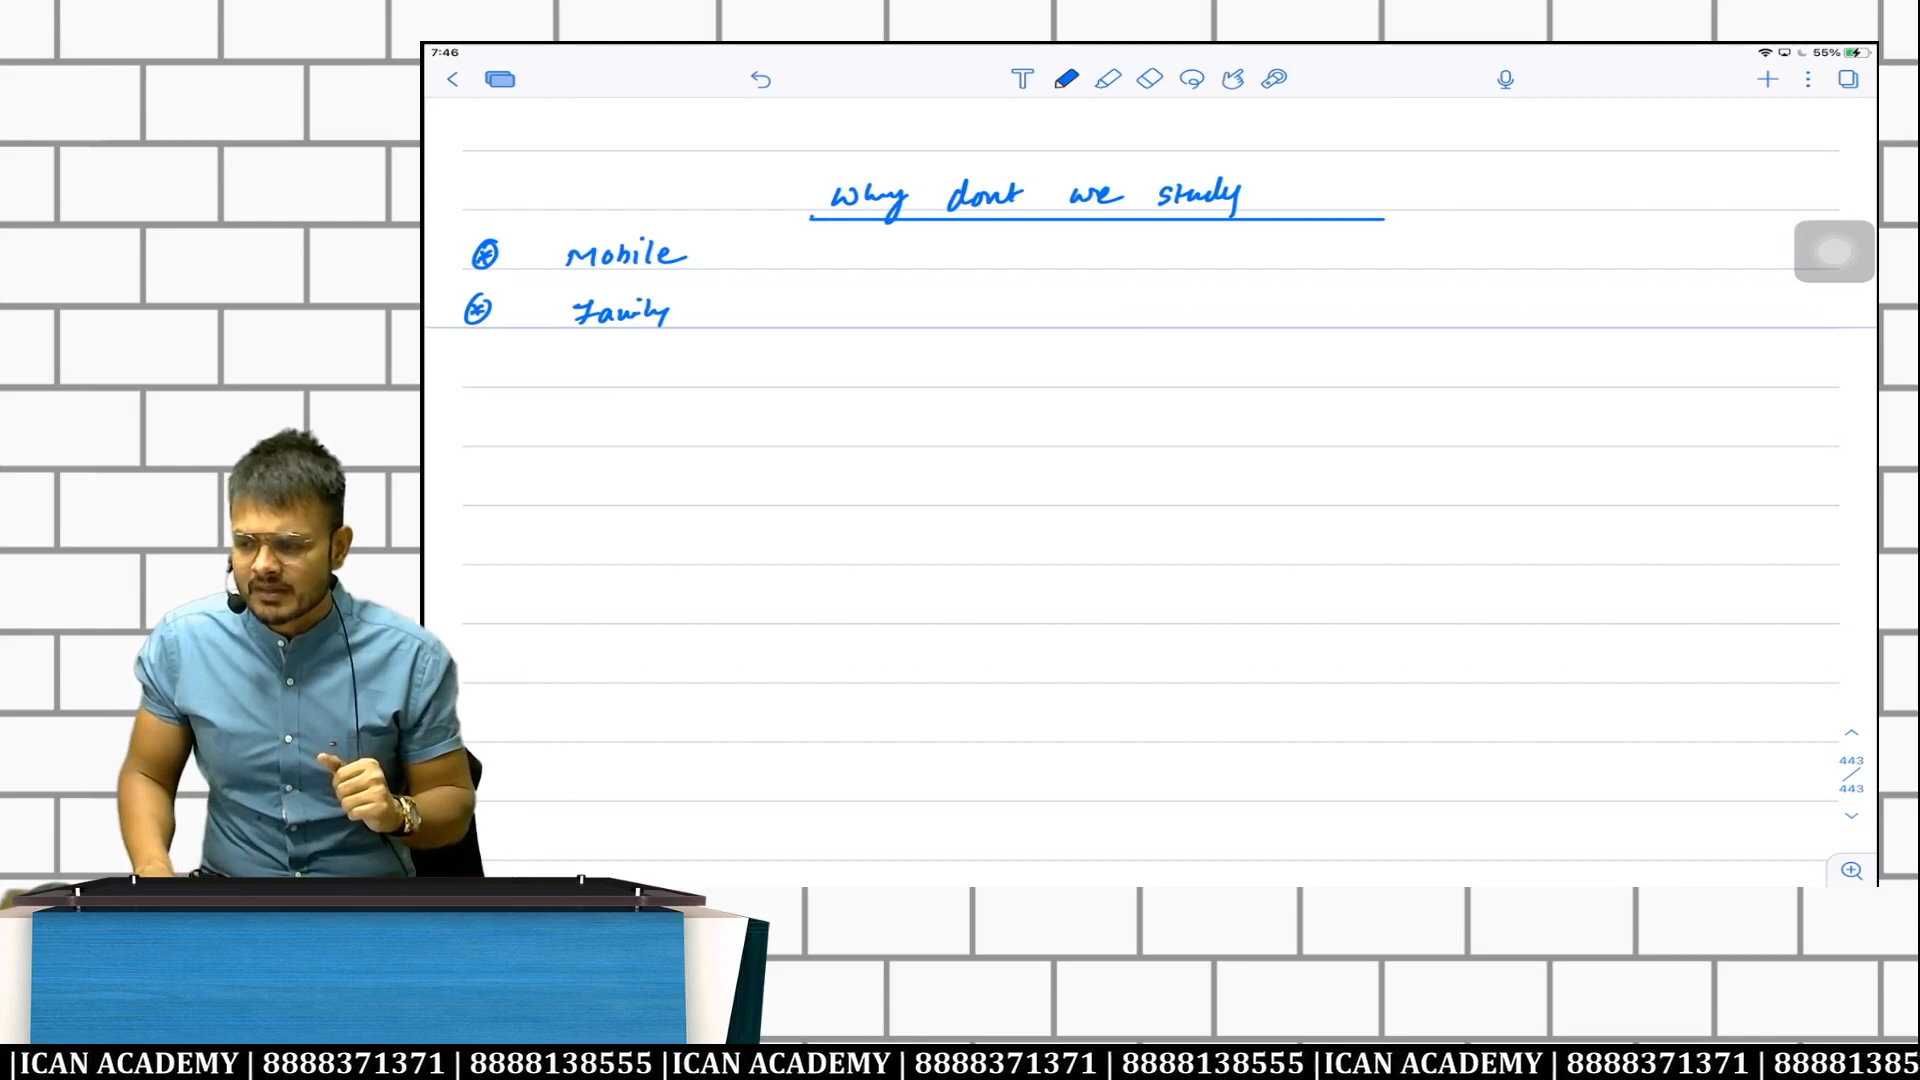 7:46
55%
T
Why dont we study
Mobile
Family
443
443
|ICAN ACADEMY | 8888371371 | 8888138555 |ICAN ACADEMY | 8888371371 | 8888138555 |ICAN ACADEMY | 8888371371 | 88881385